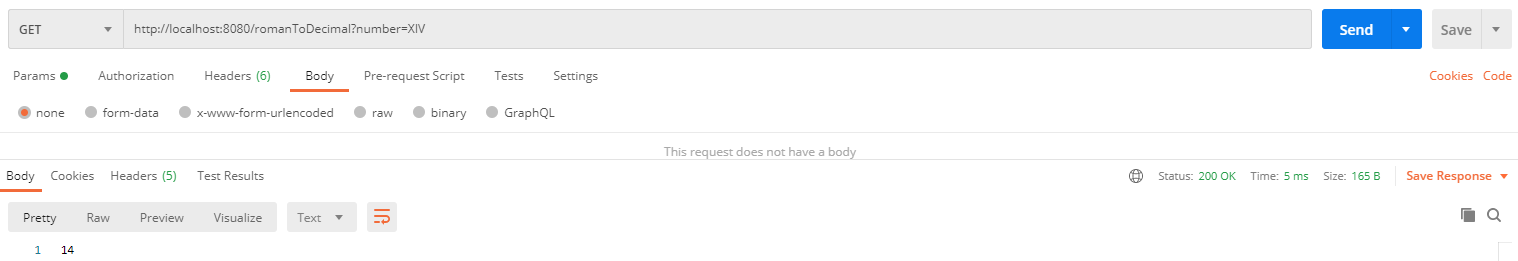 GET http://localhost:8080/romanToDecimal?number=XIV Send Save
Params Authorization Headers (6) Body Pre-request Script Tests Settings Cookies Code
none form-data x-www-form-urlencoded raw binary GraphQL
This request does not have a body
Body Cookies Headers (5) Test Results Status: 200 OK Time: 5 ms Size: 165 B Save Response
Pretty Raw Preview Visualize Text
1 14